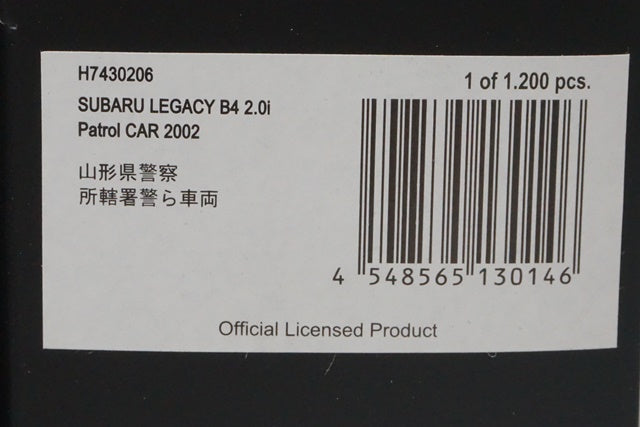 H7430206
1 of 1.200 pcs.
SUBARU LEGACY B4 2.0i
Patrol CAR 2002
山形県警察
所轄署警ら車両
4 548565 130146
Official Licensed Product